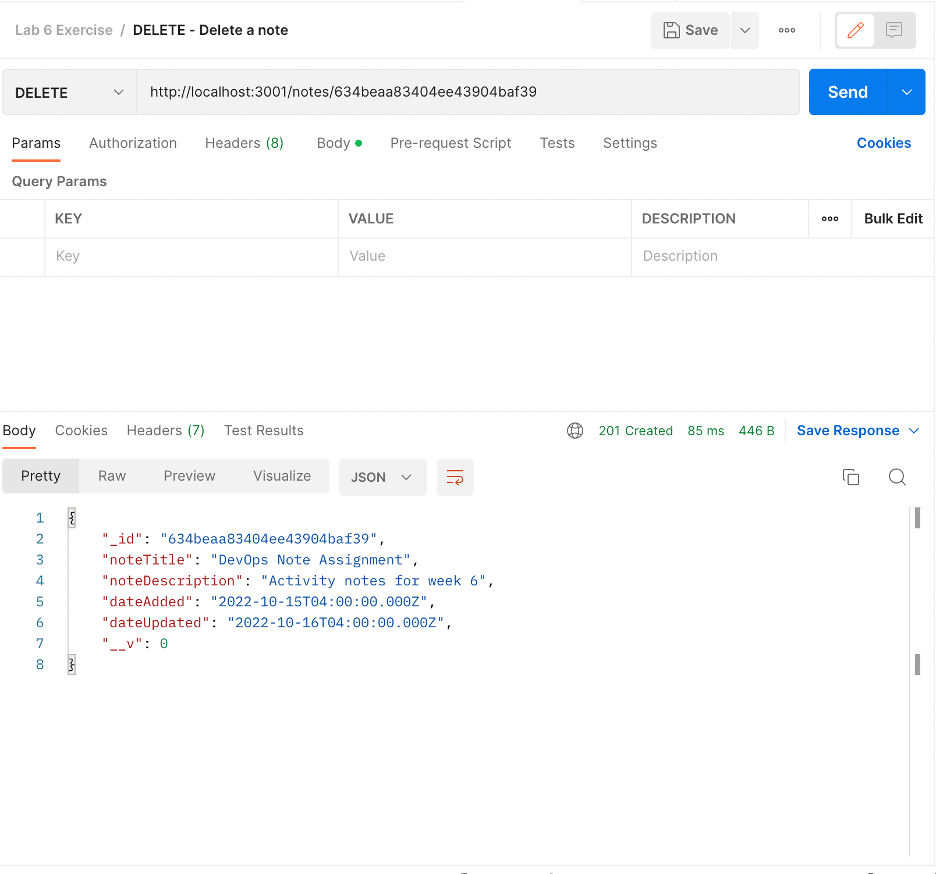 Lab 6 Exercise / DELETE - Delete a note Save ooo
DELETE http://localhost:3001/notes/634beaa83404ee43904baf39 Send
Params Authorization Headers (8) Body Pre-request Script Tests Settings Cookies
Query Params
KEY VALUE DESCRIPTION ooo Bulk Edit
Key Value Description
Body Cookies Headers (7) Test Results 201 Created 85 ms 446 B Save Response
Pretty Raw Preview Visualize JSON
1 {
2 "_id": "634beaa83404ee43904baf39",
3 "noteTitle": "DevOps Note Assignment",
4 "noteDescription": "Activity notes for week 6",
5 "dateAdded": "2022-10-15T04:00:00.000Z",
6 "dateUpdated": "2022-10-16T04:00:00.000Z",
7 "__v": 0
8 }